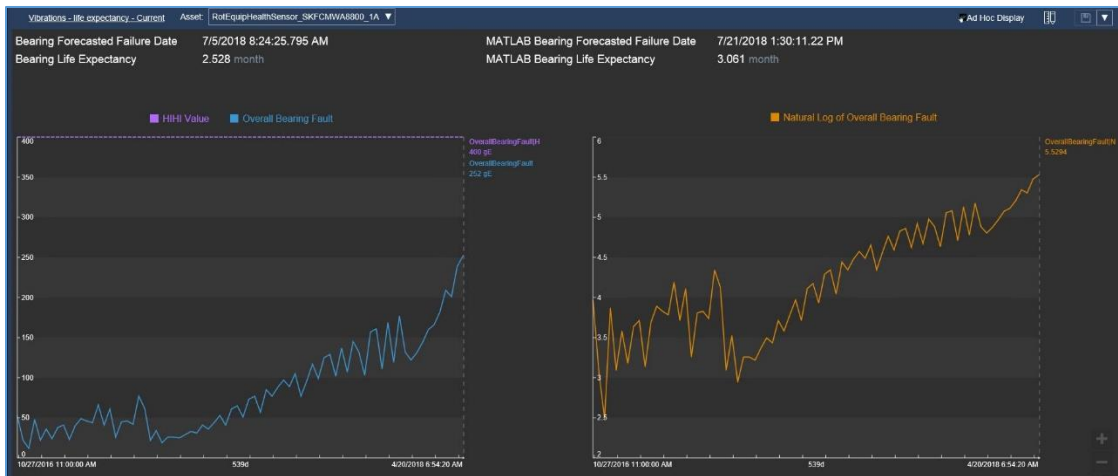 Vibrations - life expectancy - Current Asset: RotEquipHealthSensor_SKFCMWA8800_1A ▼ Ad Hoc Display
Bearing Forecasted Failure Date 7/5/2018 8:24:25.795 AM MATLAB Bearing Forecasted Failure Date 7/21/2018 1:30:11.22 PM
Bearing Life Expectancy 2.528 month MATLAB Bearing Life Expectancy 3.061 month
HIHI Value Overall Bearing Fault
400
350
300
250
200
150
100
50
0
OverallBearingFault|H
400 gE
OverallBearingFault
252 gE
10/27/2016 11:00:00 AM 539d 4/20/2018 6:54:20 AM
Natural Log of Overall Bearing Fault
6
5.5
5
4.5
4
3.5
3
2.5
2
OverallBearingFault|N
5.5294
10/27/2016 11:00:00 AM 539d 4/20/2018 6:54:20 AM